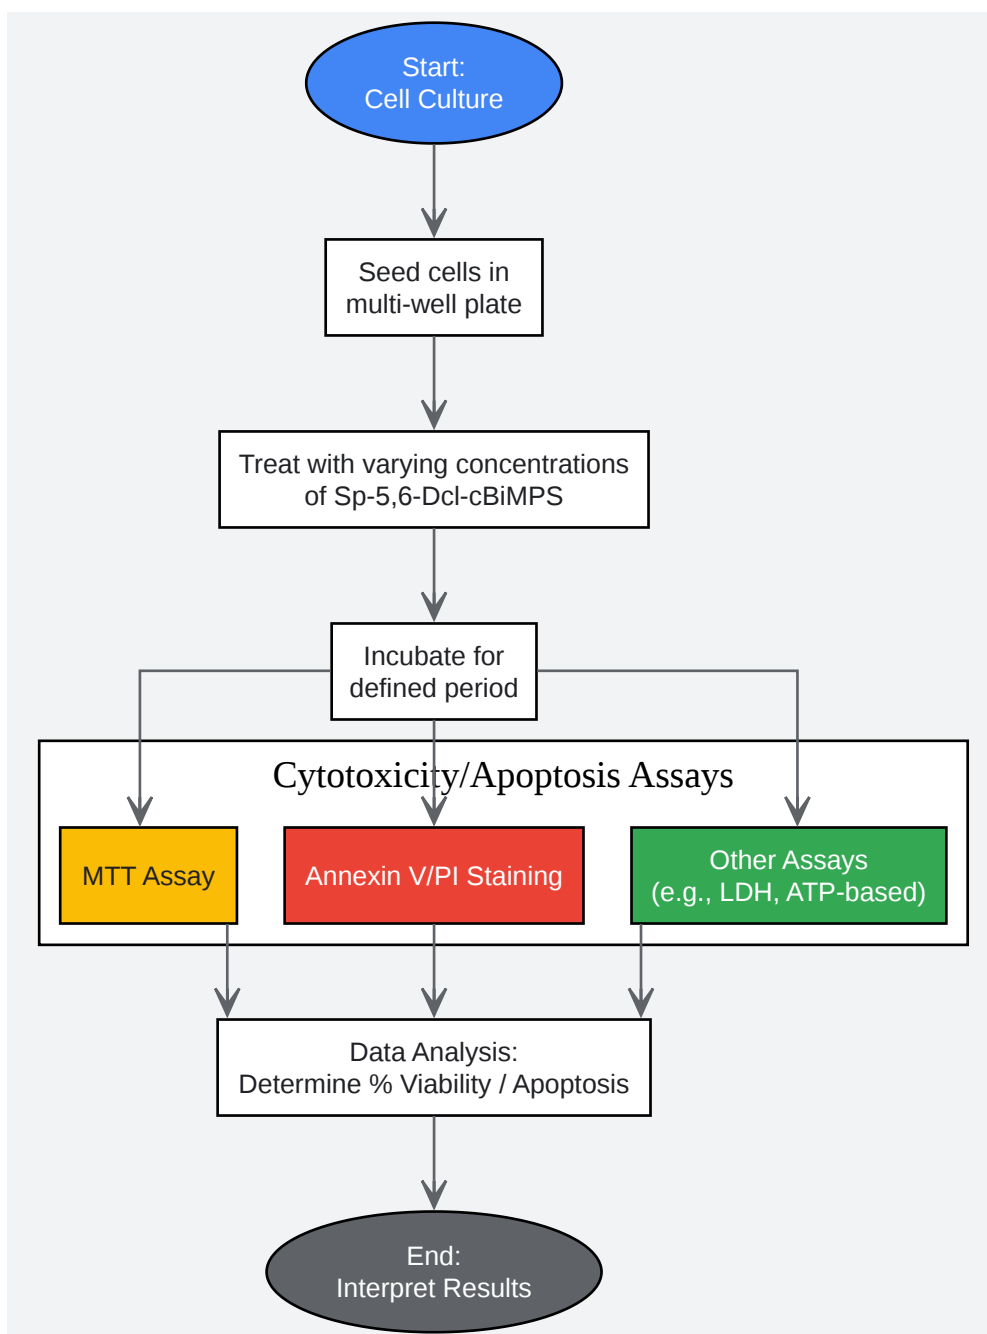 Start:
Cell Culture
Seed cells in
multi-well plate
Treat with varying concentrations
of Sp-5,6-Dcl-cBiMPS
Incubate for
defined period
Cytotoxicity/Apoptosis Assays
MTT Assay
Annexin V/PI Staining
Other Assays
(e.g., LDH, ATP-based)
Data Analysis:
Determine % Viability / Apoptosis
End:
Interpret Results